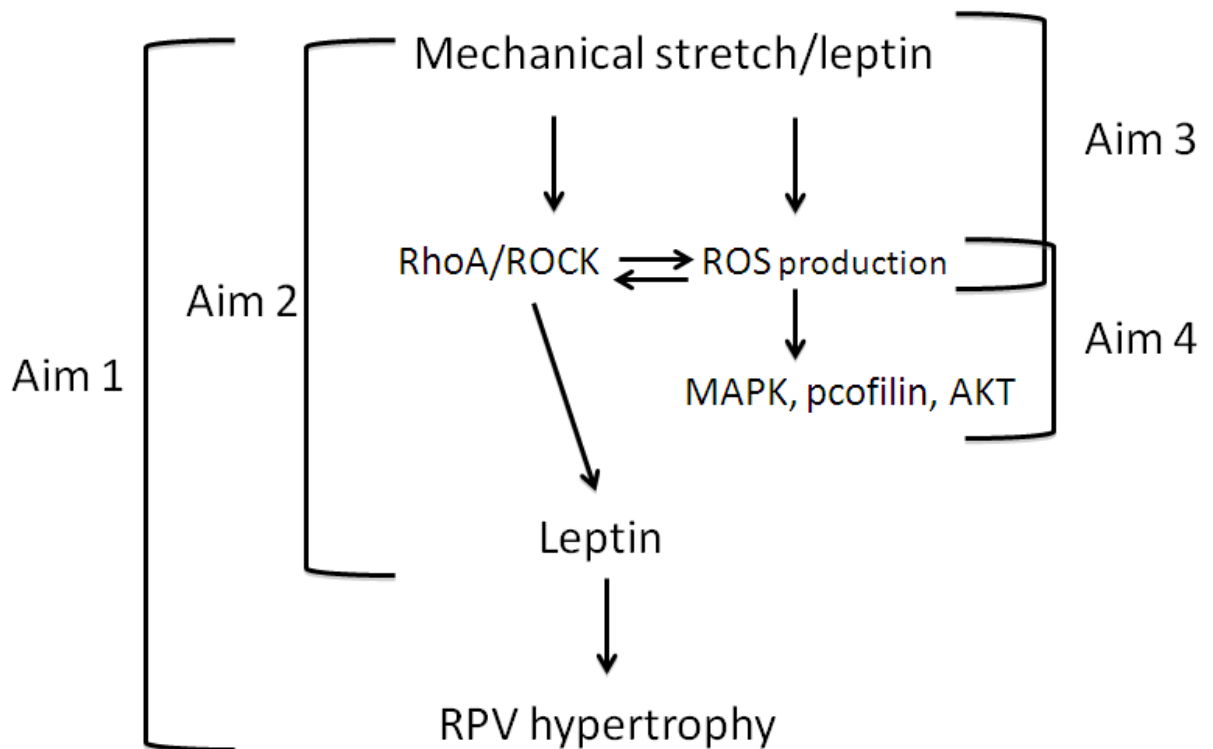 Mechanical stretch/leptin
Aim 3
RhoA/ROCK
ROS production
Aim 2
Aim 4
Aim 1
MAPK, pcofilin, AKT
Leptin
RPV hypertrophy